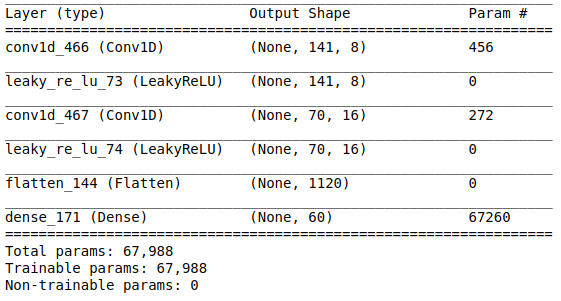 Layer (type) Output Shape Param #
conv1d_466 (Conv1D) (None, 141, 8) 456
leaky_re_lu_73 (LeakyReLU) (None, 141, 8) 0
conv1d_467 (Conv1D) (None, 70, 16) 272
leaky_re_lu_74 (LeakyReLU) (None, 70, 16) 0
flatten_144 (Flatten) (None, 1120) 0
dense_171 (Dense) (None, 60) 67260
Total params: 67,988
Trainable params: 67,988
Non-trainable params: 0